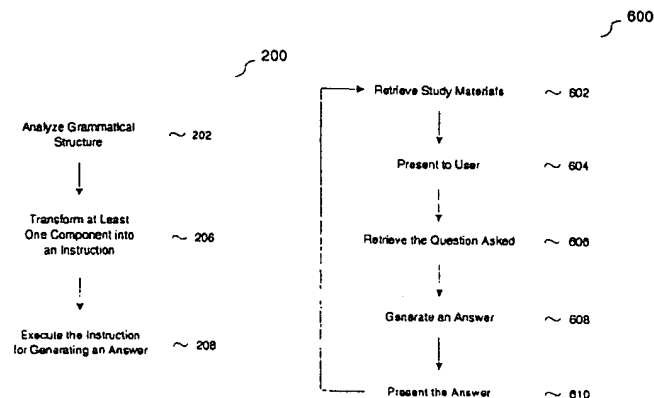 200
Analyze Grammatical
Structure
202
Transform at Least
One Component into
an Instruction
206
Execute the Instruction
for Generating an Answer
208
600
Retrieve Study Materials
602
Present to User
604
Retrieve the Question Asked
606
Generate an Answer
608
Present the Answer
610